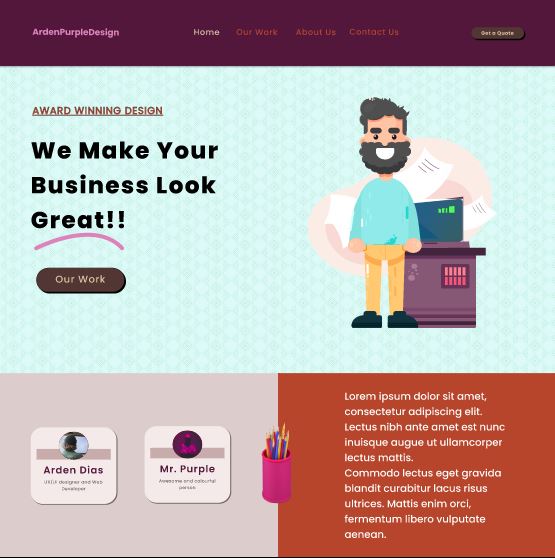 ArdenPurpleDesign
Home Our Work About Us Contact Us
Get a Quote
AWARD WINNING DESIGN
We Make Your
Business Look
Great!!
Our Work
Arden Dias
UX/UI designer and Web
Developer
Mr. Purple
Awesome and colourful
person
Lorem ipsum dolor sit amet,
consectetur adipiscing elit.
Lectus nibh ante amet est nunc
inuisque augue ut ullamcorper
lectus mattis.
Commodo lectus eget gravida
blandit curabitur lacus risus
ultrices. Mattis enim orci,
fermentum libero vulputate
aenean.